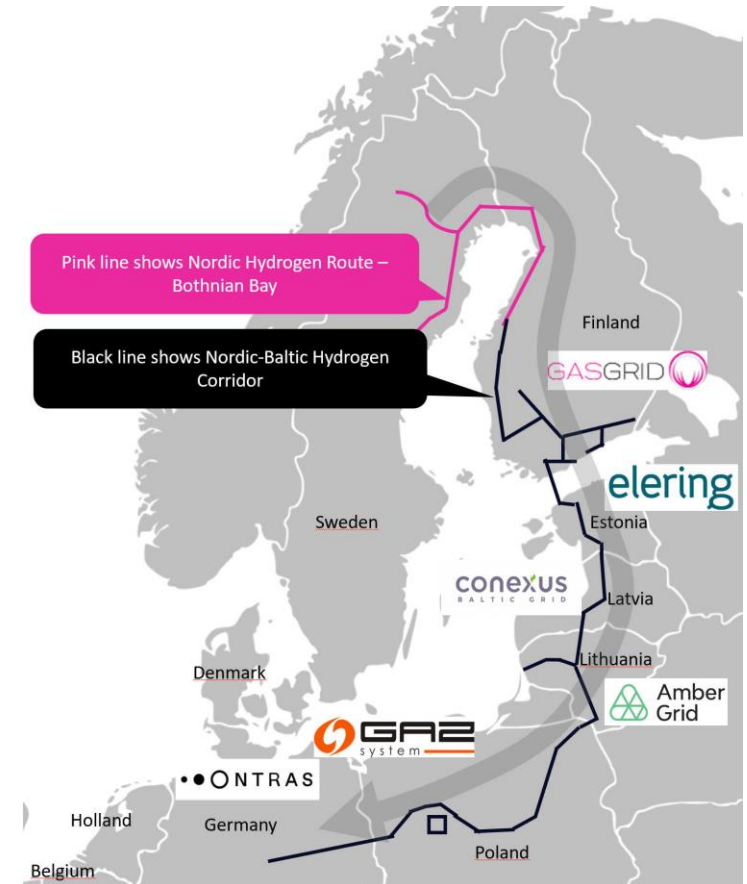 Pink line shows Nordic Hydrogen Route –
Bothnian Bay
Black line shows Nordic-Baltic Hydrogen
Corridor
Finland
GASGRID
elering
Sweden
Estonia
conexus
BALTIC GRID
Latvia
Lithuania
Denmark
Amber
Grid
GAZ
system
ONTRAS
Holland
Germany
Poland
Belgium